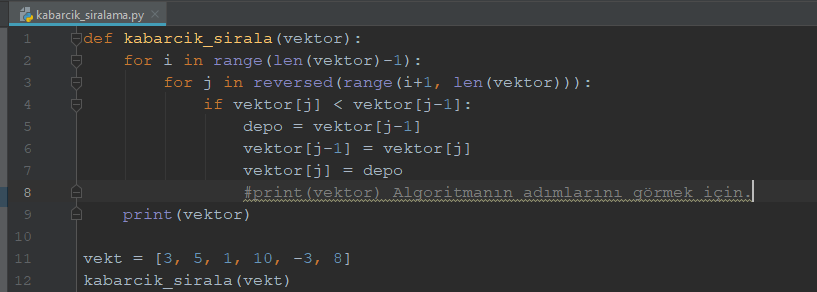 kabarcik_siralama.py
1 def kabarcik_sirala(vektor):
2 for i in range(len(vektor)-1):
3 for j in reversed(range(i+1, len(vektor))):
4 if vektor[j] < vektor[j-1]:
5 depo = vektor[j-1]
6 vektor[j-1] = vektor[j]
7 vektor[j] = depo
8 #print(vektor) Algoritmanın adımlarını görmek için.
9 print(vektor)
10
11 vekt = [3, 5, 1, 10, -3, 8]
12 kabarcik_sirala(vekt)